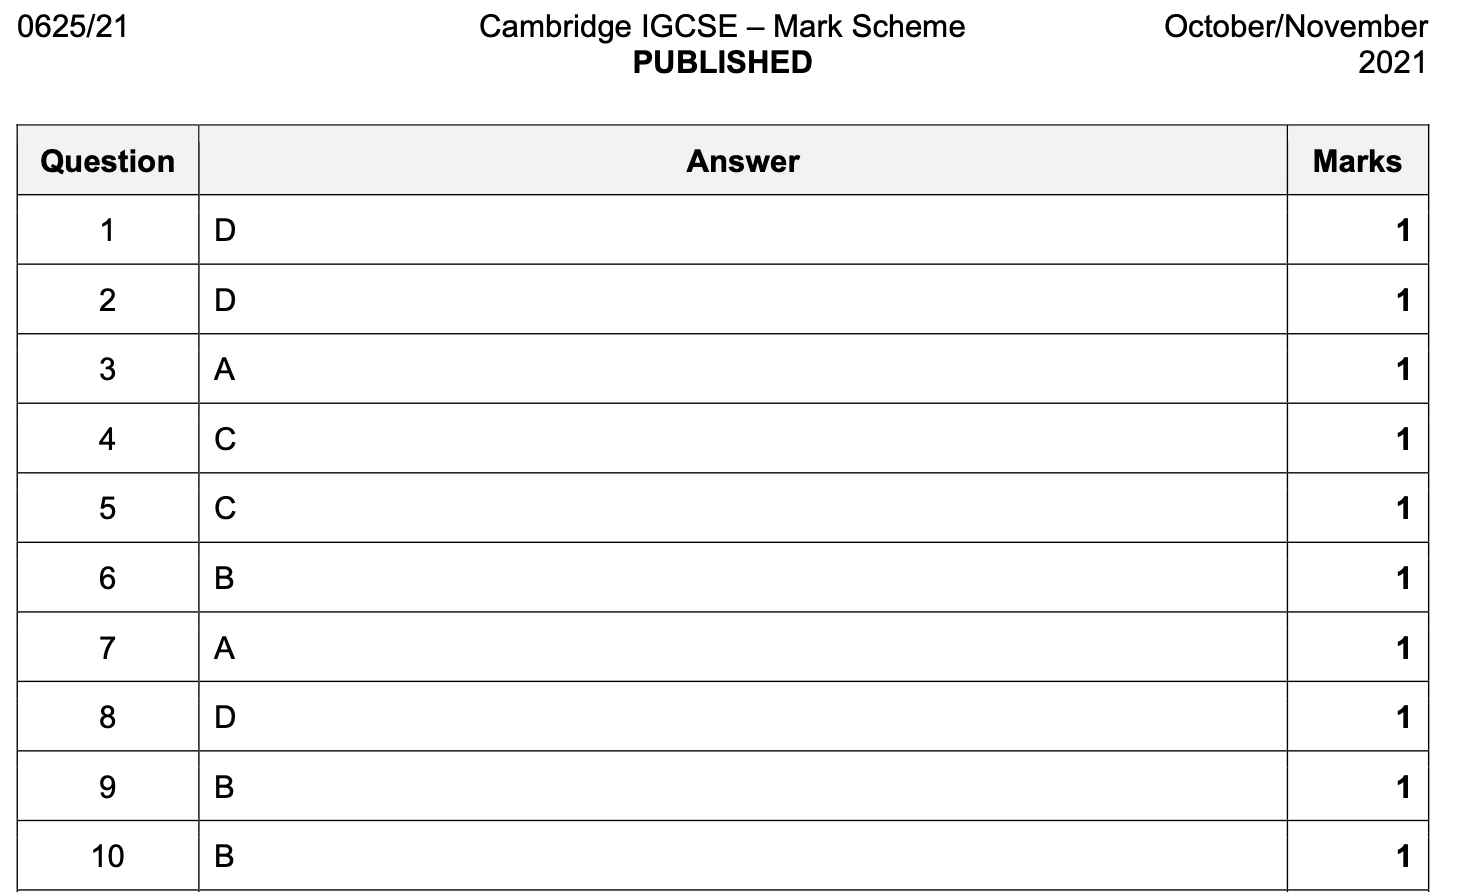 0625/21 Cambridge IGCSE – Mark Scheme October/November
PUBLISHED 2021
Question Answer Marks
1 D 1
2 D 1
3 A 1
4 C 1
5 C 1
6 B 1
7 A 1
8 D 1
9 B 1
10 B 1